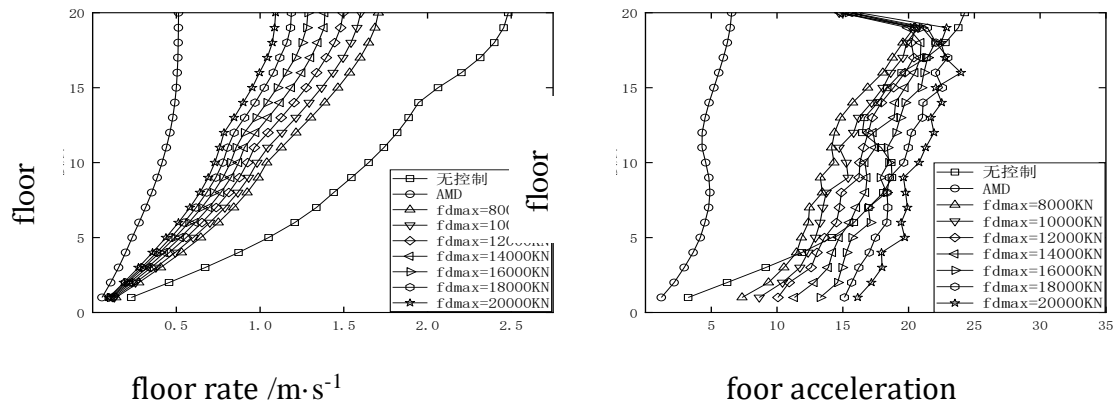 20
15
10
5
0
floor
无控制
AMD
fdmax=800
fdmax=100
fdmax=12000KN
fdmax=14000KN
fdmax=16000KN
fdmax=18000KN
fdmax=20000KN
0.5 1.0 1.5 2.0 2.5
floor rate /m·s-1
20
15
10
5
0
floor
无控制
AMD
fdmax=8000KN
fdmax=10000KN
fdmax=12000KN
fdmax=14000KN
fdmax=16000KN
fdmax=18000KN
fdmax=20000KN
5 10 15 20 25 30 35
foor acceleration